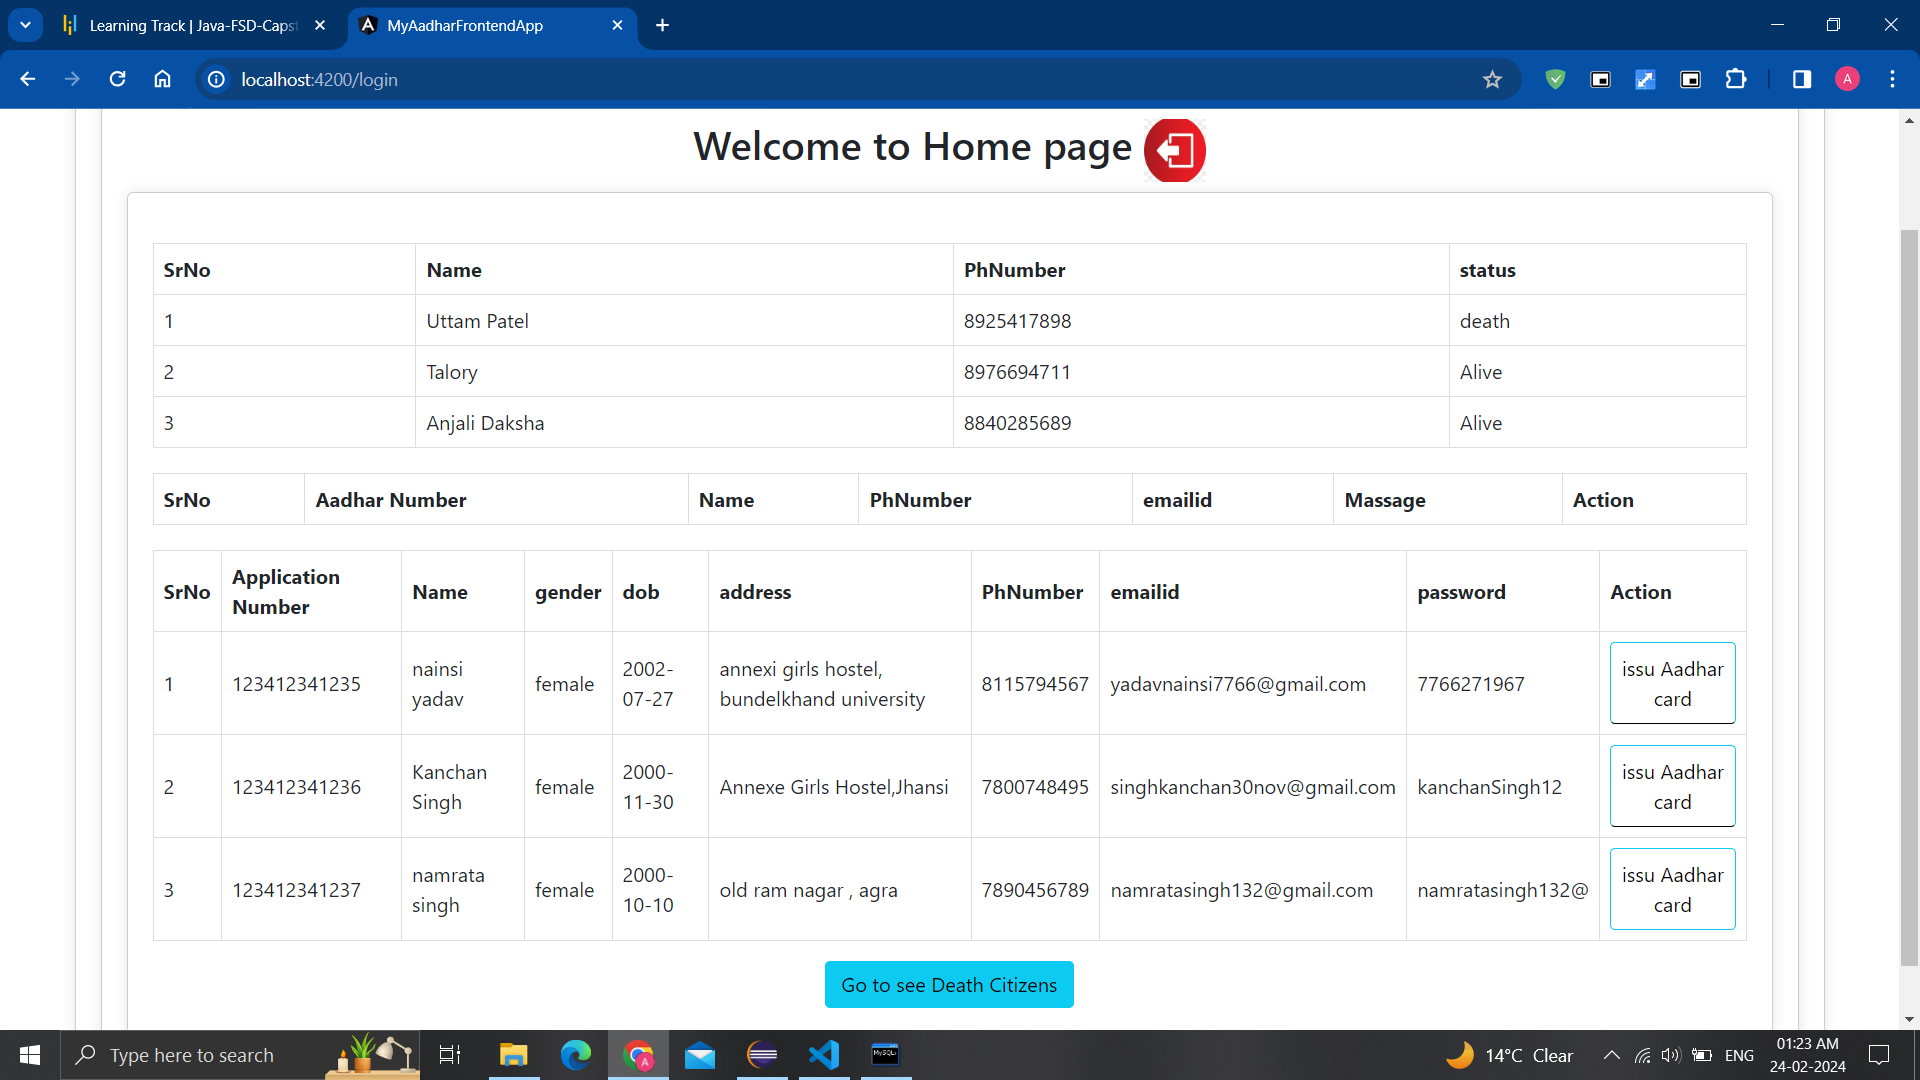 Learning Track | Java-FSD-Caps
MyAadharFrontendApp
localhost:4200/login
A
Welcome to Home page
SrNo Name PhNumber status
1 Uttam Patel 8925417898 death
2 Talory 8976694711 Alive
3 Anjali Daksha 8840285689 Alive
SrNo Aadhar Number Name PhNumber emailid Massage Action
SrNo Application Number Name gender dob address PhNumber emailid password Action
1 123412341235 nainsi yadav female 2002-07-27 annexi girls hostel, bundelkhand university 8115794567 yadavnainsi7766@gmail.com 7766271967 issu Aadhar card
2 123412341236 Kanchan Singh female 2000-11-30 Annexe Girls Hostel,Jhansi 7800748495 singhkanchan30nov@gmail.com kanchanSingh12 issu Aadhar card
3 123412341237 namrata singh female 2000-10-10 old ram nagar , agra 7890456789 namratasingh132@gmail.com namratasingh132@ issu Aadhar card
Go to see Death Citizens
Type here to search
A
MySQL
14°C Clear
ENG
01:23 AM
24-02-2024